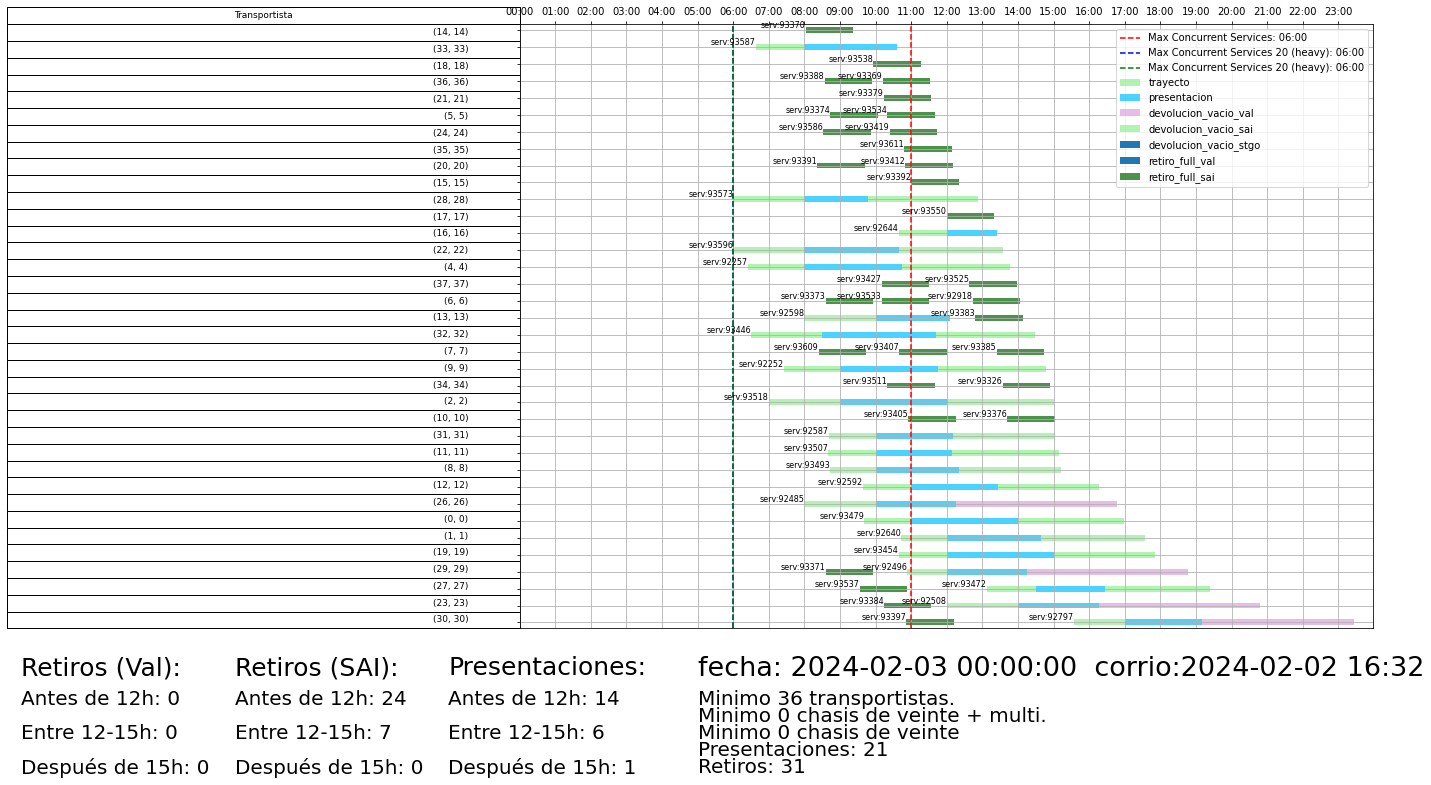 Transportista
00:00 01:00 02:00 03:00 04:00 05:00 06:00 07:00 08:00 09:00 10:00 11:00 12:00 13:00 14:00 15:00 16:00 17:00 18:00 19:00 20:00 21:00 22:00 23:00
(14, 14) serv:93370
(33, 33) serv:93587
(18, 18) serv:93538
(36, 36) serv:93388 serv:93369
(21, 21) serv:93379
(5, 5) serv:93374 serv:93534
(24, 24) serv:93586 serv:93419
(35, 35) serv:93611
(20, 20) serv:93391 serv:93412
(15, 15) serv:93392
(28, 28) serv:93573
(17, 17) serv:93550
(16, 16) serv:92644
(22, 22) serv:93596
(4, 4) serv:92257
(37, 37) serv:93427 serv:93525
(6, 6) serv:93373 serv:93533 serv:92918
(13, 13) serv:92598 serv:93383
(32, 32) serv:93446
(7, 7) serv:93609 serv:93407 serv:93385
(9, 9) serv:92252
(34, 34) serv:93511 serv:93326
(2, 2) serv:93518
(10, 10) serv:93405 serv:93376
(31, 31) serv:92587
(11, 11) serv:93507
(8, 8) serv:93493
(12, 12) serv:92592
(26, 26) serv:92485
(0, 0) serv:93479
(1, 1) serv:92640
(19, 19) serv:93454
(29, 29) serv:93371 serv:92496
(27, 27) serv:93537 serv:93472
(23, 23) serv:93384 serv:92508
(30, 30) serv:93397 serv:92797
Max Concurrent Services: 06:00
Max Concurrent Services 20 (heavy): 06:00
Max Concurrent Services 20 (heavy): 06:00
trayecto
presentacion
devolucion_vacio_val
devolucion_vacio_sai
devolucion_vacio_stgo
retiro_full_val
retiro_full_sai
Retiros (Val):
Antes de 12h: 0
Entre 12-15h: 0
Después de 15h: 0
Retiros (SAI):
Antes de 12h: 24
Entre 12-15h: 7
Después de 15h: 0
Presentaciones:
Antes de 12h: 14
Entre 12-15h: 6
Después de 15h: 1
fecha: 2024-02-03 00:00:00 corrio:2024-02-02 16:32
Minimo 36 transportistas.
Minimo 0 chasis de veinte + multi.
Minimo 0 chasis de veinte
Presentaciones: 21
Retiros: 31